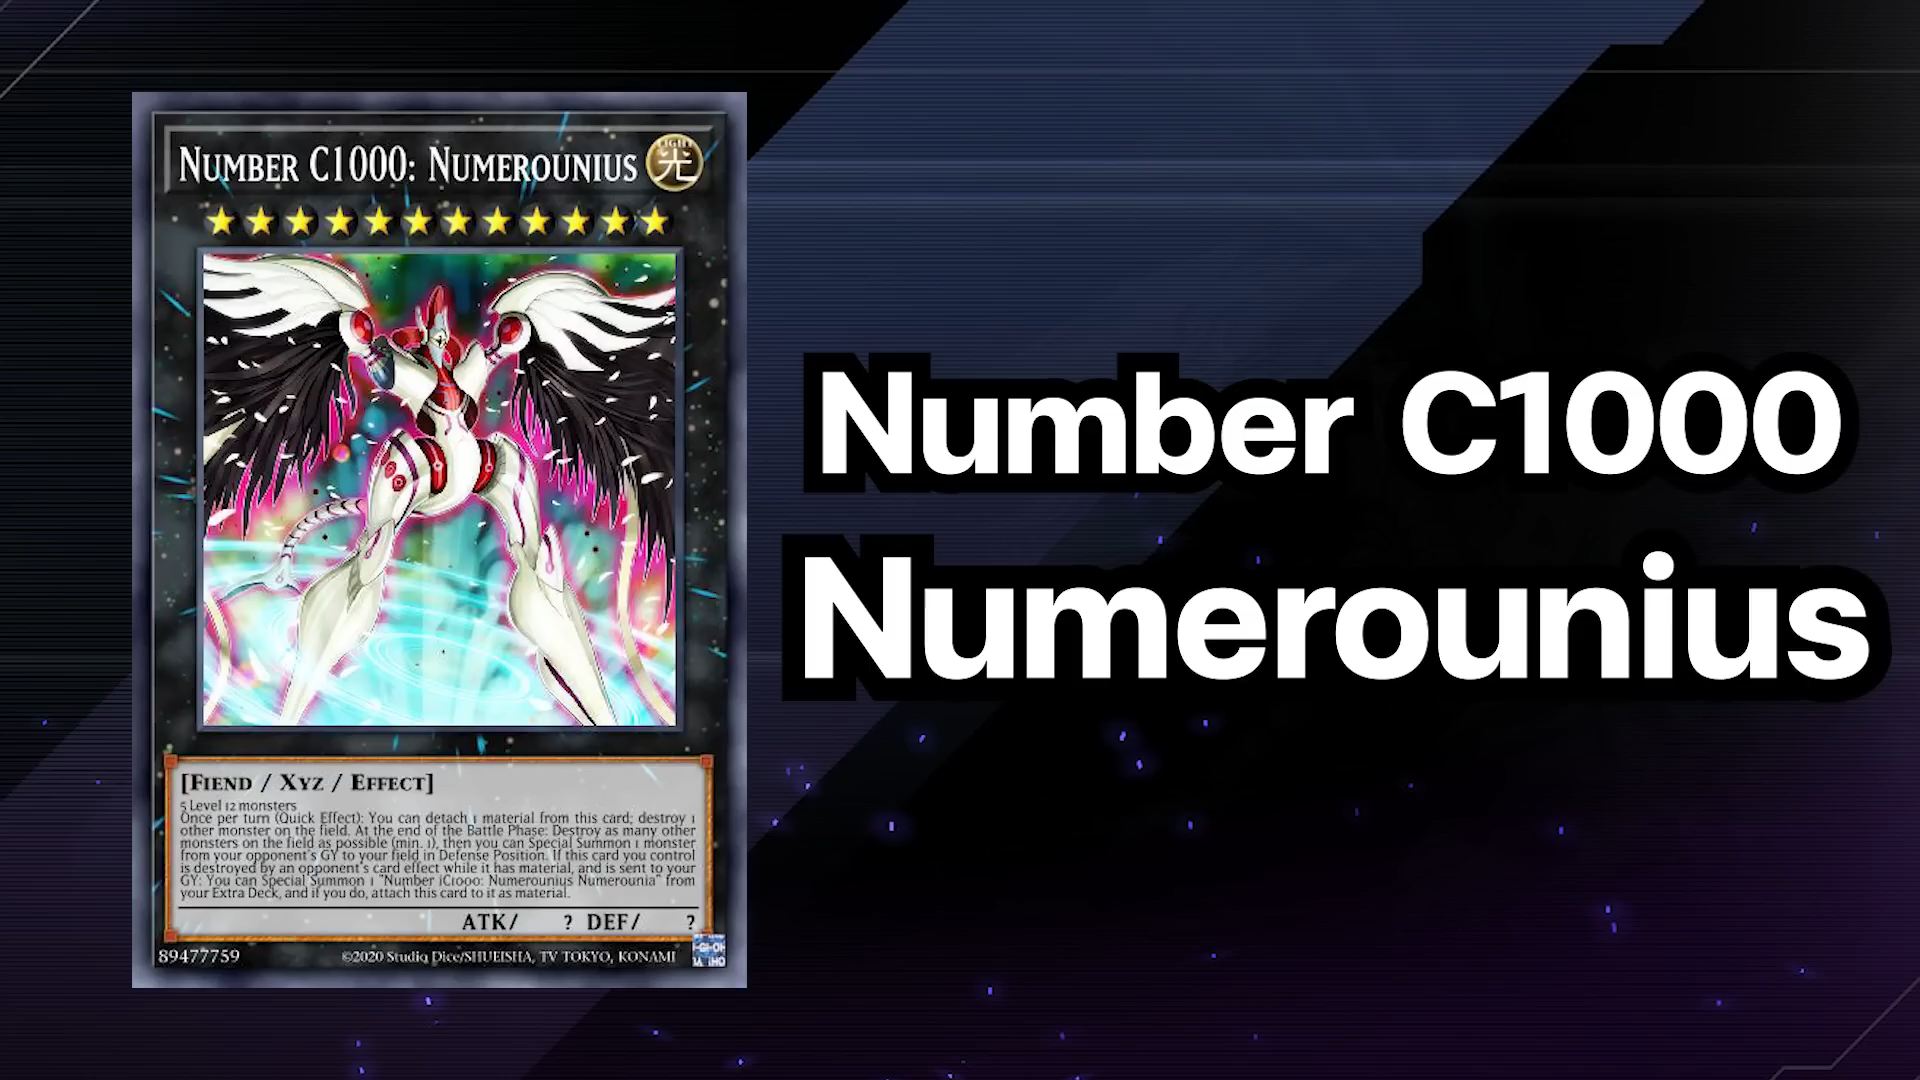 NUMBER C1000: NUMEROUNIUS
LIGHT
光
Number C1000
Numerounius
[FIEND / XYZ / EFFECT]
5 Level 12 monsters
Once per turn (Quick Effect): You can detach 1 material from this card; destroy 1
other monster on the field. At the end of the Battle Phase: Destroy as many other
monsters on the field as possible (min. 1), then you can Special Summon 1 monster
from your opponent's GY to your field in Defense Position. If this card you control
is destroyed by an opponent's card effect while it has material, and is sent to your
GY: You can Special Summon 1 "Number iC1000: Numerounius Numerounia" from
your Extra Deck, and if you do, attach this card to it as material.
ATK/ ? DEF/ ?
89477759
©2020 Studio Dice/SHUEISHA, TV TOKYO, KONAMI